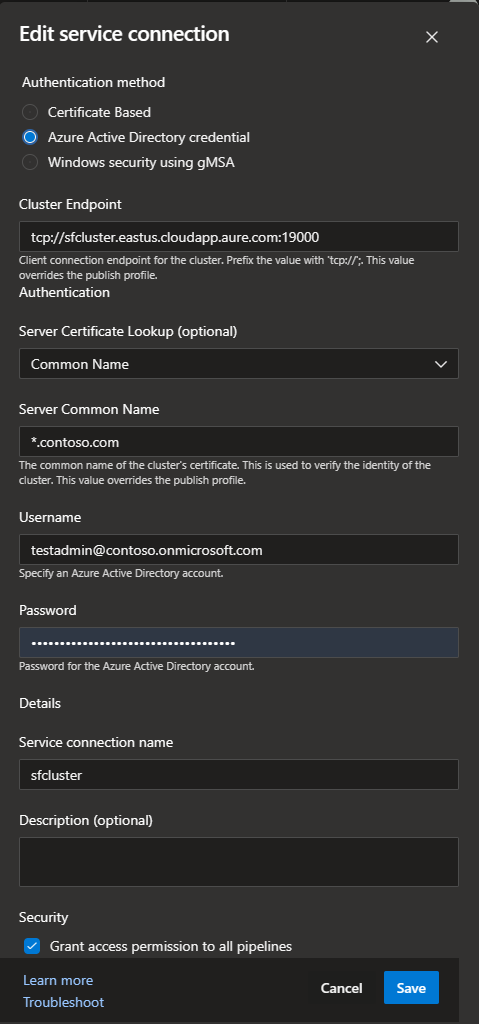 Edit service connection
Authentication method
Certificate Based
Azure Active Directory credential
Windows security using gMSA
Cluster Endpoint
tcp://sfcluster.eastus.cloudapp.aure.com:19000
Client connection endpoint for the cluster. Prefix the value with 'tcp://';. This value
overrides the publish profile.
Authentication
Server Certificate Lookup (optional)
Common Name
Server Common Name
*.contoso.com
The common name of the cluster's certificate. This is used to verify the identity of the
cluster. This value overrides the publish profile.
Username
testadmin@contoso.onmicrosoft.com
Specify an Azure Active Directory account.
Password
Password for the Azure Active Directory account.
Details
Service connection name
sfcluster
Description (optional)
Security
Grant access permission to all pipelines
Learn more
Troubleshoot
Cancel
Save